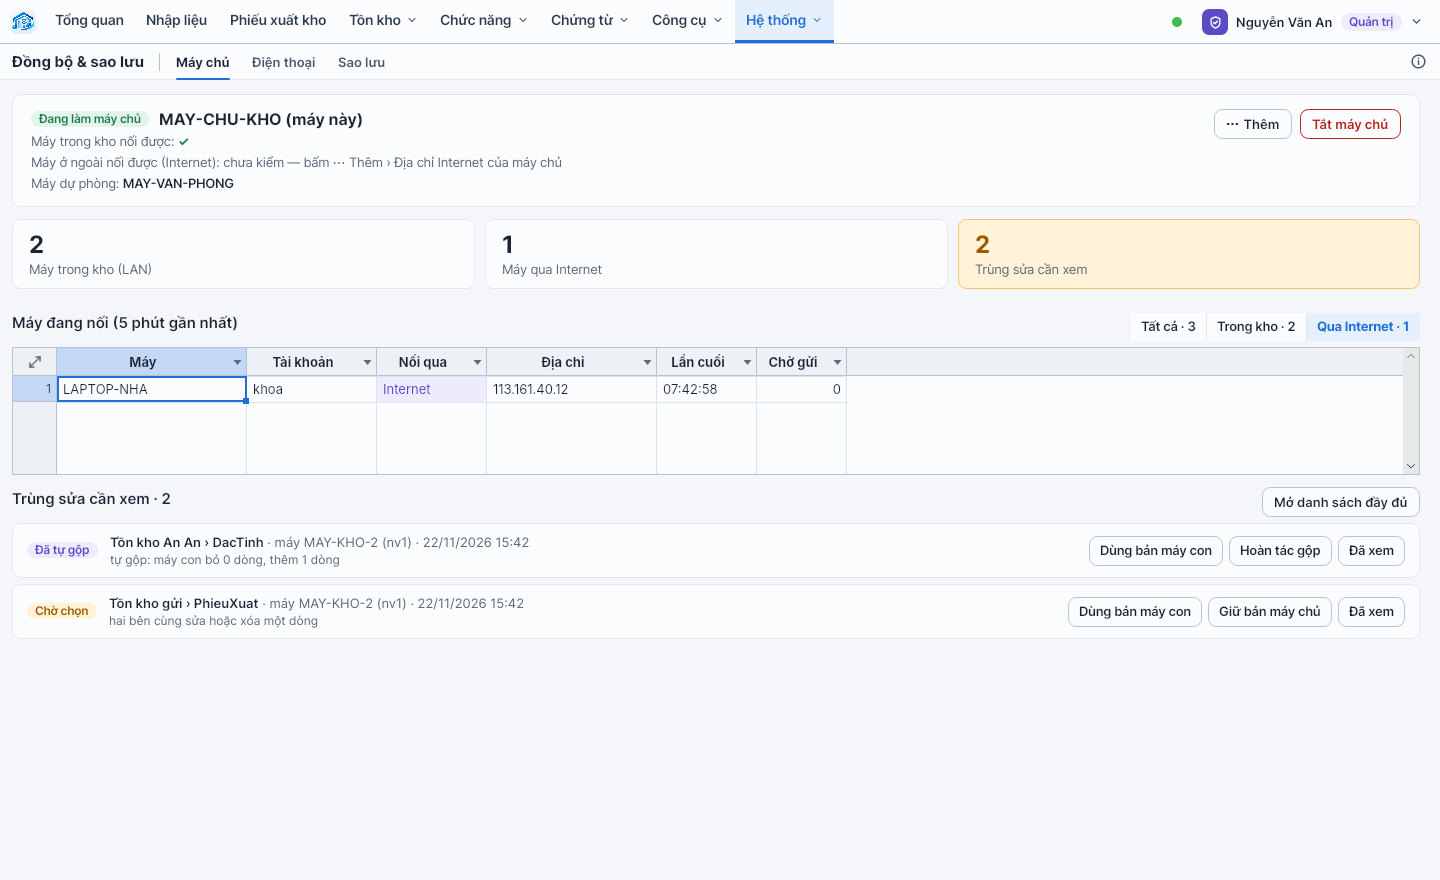 Tổng quan Nhập liệu Phiếu xuất kho Tồn kho Chức năng Chứng từ Công cụ Hệ thống Nguyễn Văn An Quản trị
Đồng bộ & sao lưu Máy chủ Điện thoại Sao lưu
Đang làm máy chủ MAY-CHU-KHO (máy này) ··· Thêm Tắt máy chủ
Máy trong kho nối được: ✔
Máy ở ngoài nối được (Internet): chưa kiểm — bấm ··· Thêm › Địa chỉ Internet của máy chủ
Máy dự phòng: MAY-VAN-PHONG
2 1 2
Máy trong kho (LAN) Máy qua Internet Trùng sửa cần xem
Máy đang nối (5 phút gần nhất) Tất cả · 3 Trong kho · 2 Qua Internet · 1
Máy Tài khoản Nối qua Địa chỉ Lần cuối Chờ gửi
1 LAPTOP-NHA khoa Internet 113.161.40.12 07:42:58 0
Trùng sửa cần xem · 2 Mở danh sách đầy đủ
Đã tự gộp Tồn kho An An › DacTinh · máy MAY-KHO-2 (nv1) · 22/11/2026 15:42 Dùng bản máy con Hoàn tác gộp Đã xem
tự gộp: máy con bỏ 0 dòng, thêm 1 dòng
Chờ chọn Tồn kho gửi › PhieuXuat · máy MAY-KHO-2 (nv1) · 22/11/2026 15:42 Dùng bản máy con Giữ bản máy chủ Đã xem
hai bên cùng sửa hoặc xóa một dòng